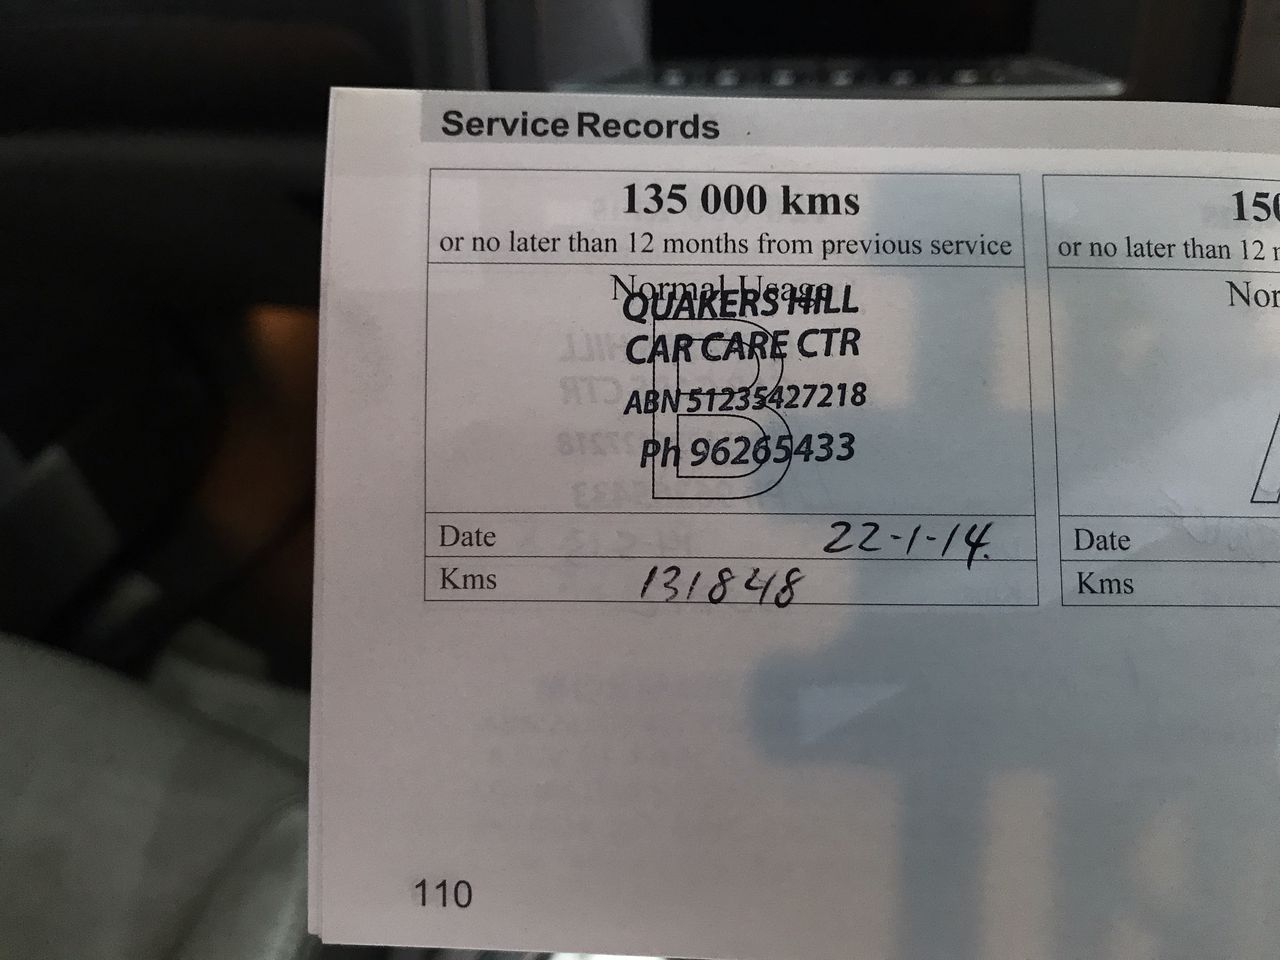 Service Records
135 000 kms
or no later than 12 months from previous service
Normal Usage
B
QUAKERS HILL
CAR CARE CTR
ABN 51235427218
Ph 96265433
Date 22-1-14.
Kms 131848
150
or no later than 12
Nor
Date
Kms
110